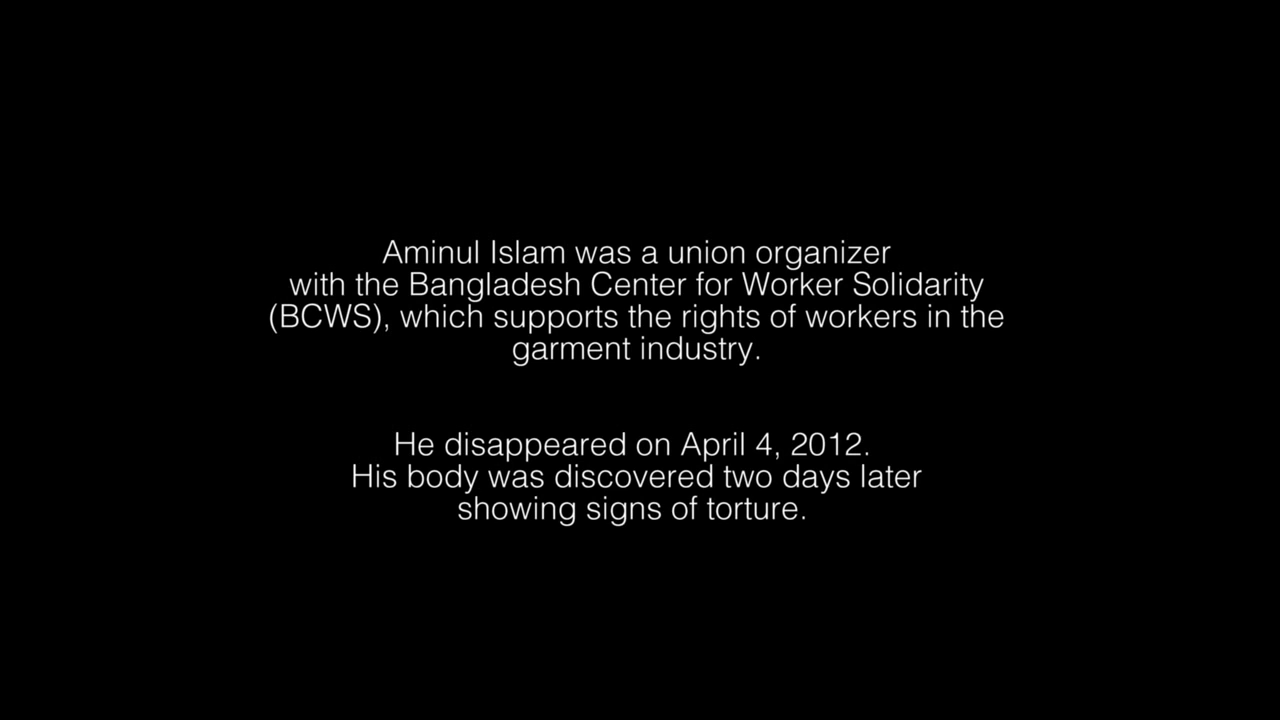 Aminul Islam was a union organizer
with the Bangladesh Center for Worker Solidarity
(BCWS), which supports the rights of workers in the
garment industry.
He disappeared on April 4, 2012.
His body was discovered two days later
showing signs of torture.